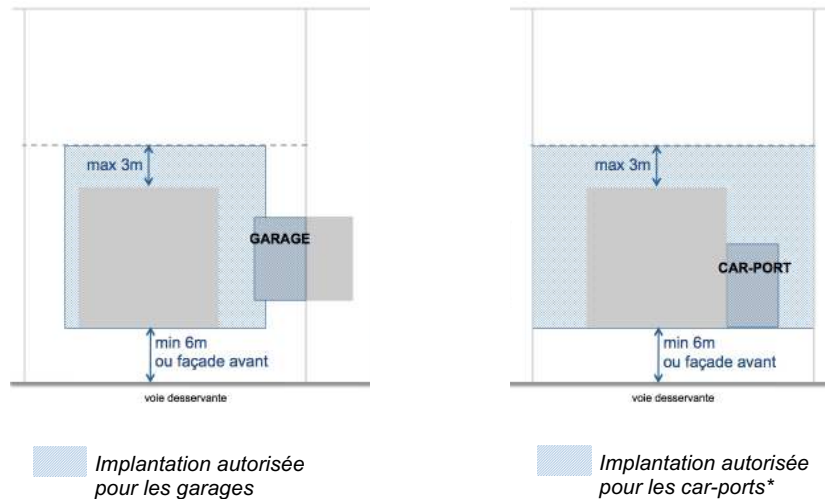 max 3m
GARAGE
min 6m
ou façade avant
voie desservante
Implantation autorisée
pour les garages
max 3m
CAR-PORT
min 6m
ou façade avant
voie desservante
Implantation autorisée
pour les car-ports*